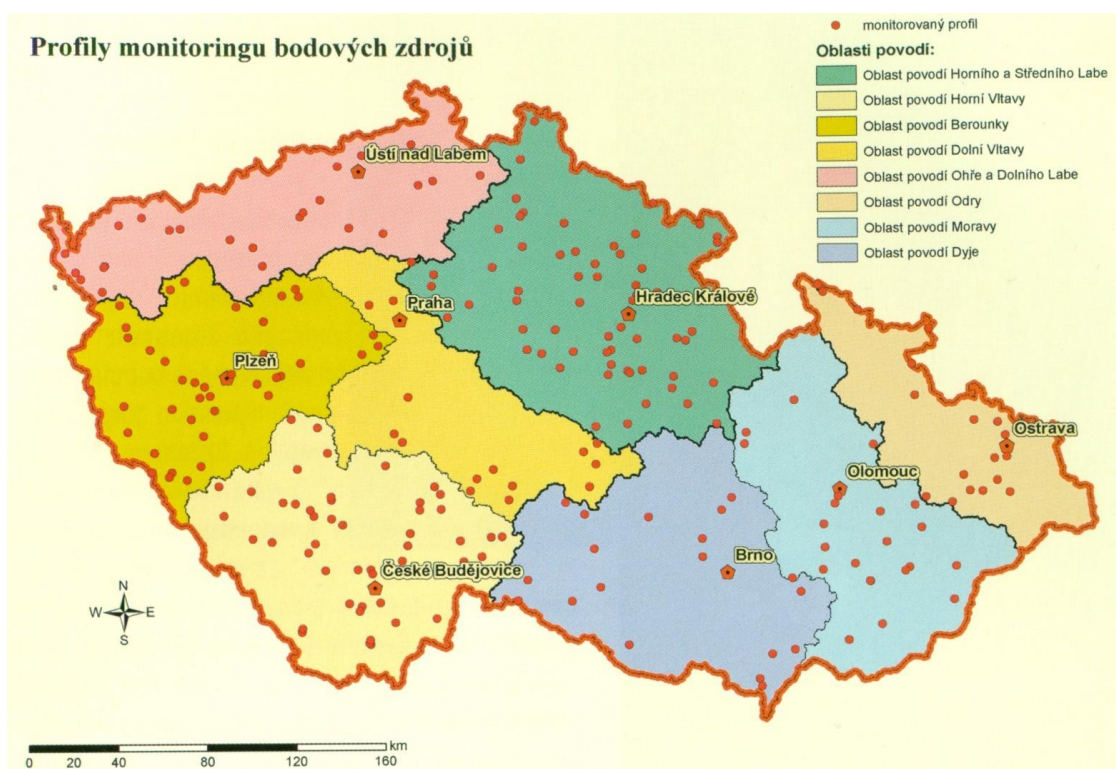 Profily monitoringu bodových zdrojů
monitorovaný profil
Oblasti povodí:
Oblast povodí Horního a Středního Labe
Oblast povodí Horní Vltavy
Oblast povodí Berounky
Oblast povodí Dolní Vltavy
Oblast povodí Ohře a Dolního Labe
Oblast povodí Odry
Oblast povodí Moravy
Oblast povodí Dyje
Ústí nad Labem
Praha
Hradec Králové
Plzeň
Ostrava
Olomouc
Brno
České Budějovice
N
W E
S
km
0 20 40 80 120 160